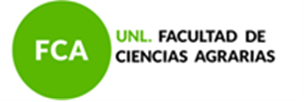 FCA
UNL. FACULTAD DE
CIENCIAS AGRARIAS